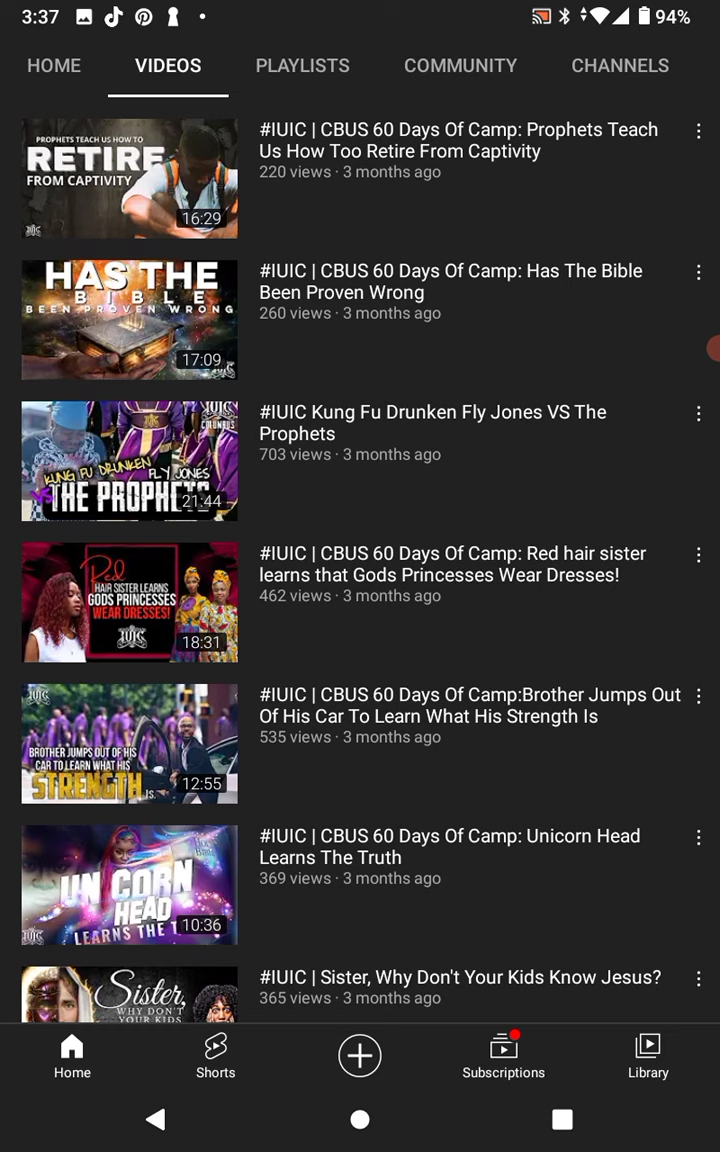 3:37
94%
HOME VIDEOS PLAYLISTS COMMUNITY CHANNELS
PROPHETS TEACH US HOW TO
RETIRE
FROM CAPTIVITY
16:29
#IUIC | CBUS 60 Days Of Camp: Prophets Teach
Us How Too Retire From Captivity
220 views · 3 months ago
HAS THE
BIBLE
BEEN PROVEN WRONG
17:09
#IUIC | CBUS 60 Days Of Camp: Has The Bible
Been Proven Wrong
260 views · 3 months ago
IUIC
COLUMBUS
KUNG FU DRUNKEN FLY JONES
VS THE PROPHETS
21:44
#IUIC Kung Fu Drunken Fly Jones VS The
Prophets
703 views · 3 months ago
Red
HAIR SISTER LEARNS
GODS PRINCESSES
WEAR DRESSES!
IUIC
18:31
#IUIC | CBUS 60 Days Of Camp: Red hair sister
learns that Gods Princesses Wear Dresses!
462 views · 3 months ago
IUIC
BROTHER JUMPS OUT OF HIS
CAR TO LEARN WHAT HIS
STRENGTH IS.
12:55
#IUIC | CBUS 60 Days Of Camp:Brother Jumps Out
Of His Car To Learn What His Strength Is
535 views · 3 months ago
UNICORN
HEAD
LEARNS THE T
IUIC
10:36
#IUIC | CBUS 60 Days Of Camp: Unicorn Head
Learns The Truth
369 views · 3 months ago
Sister,
WHY DON'T
YOUR KIDS
#IUIC | Sister, Why Don't Your Kids Know Jesus?
365 views · 3 months ago
Home Shorts Subscriptions Library